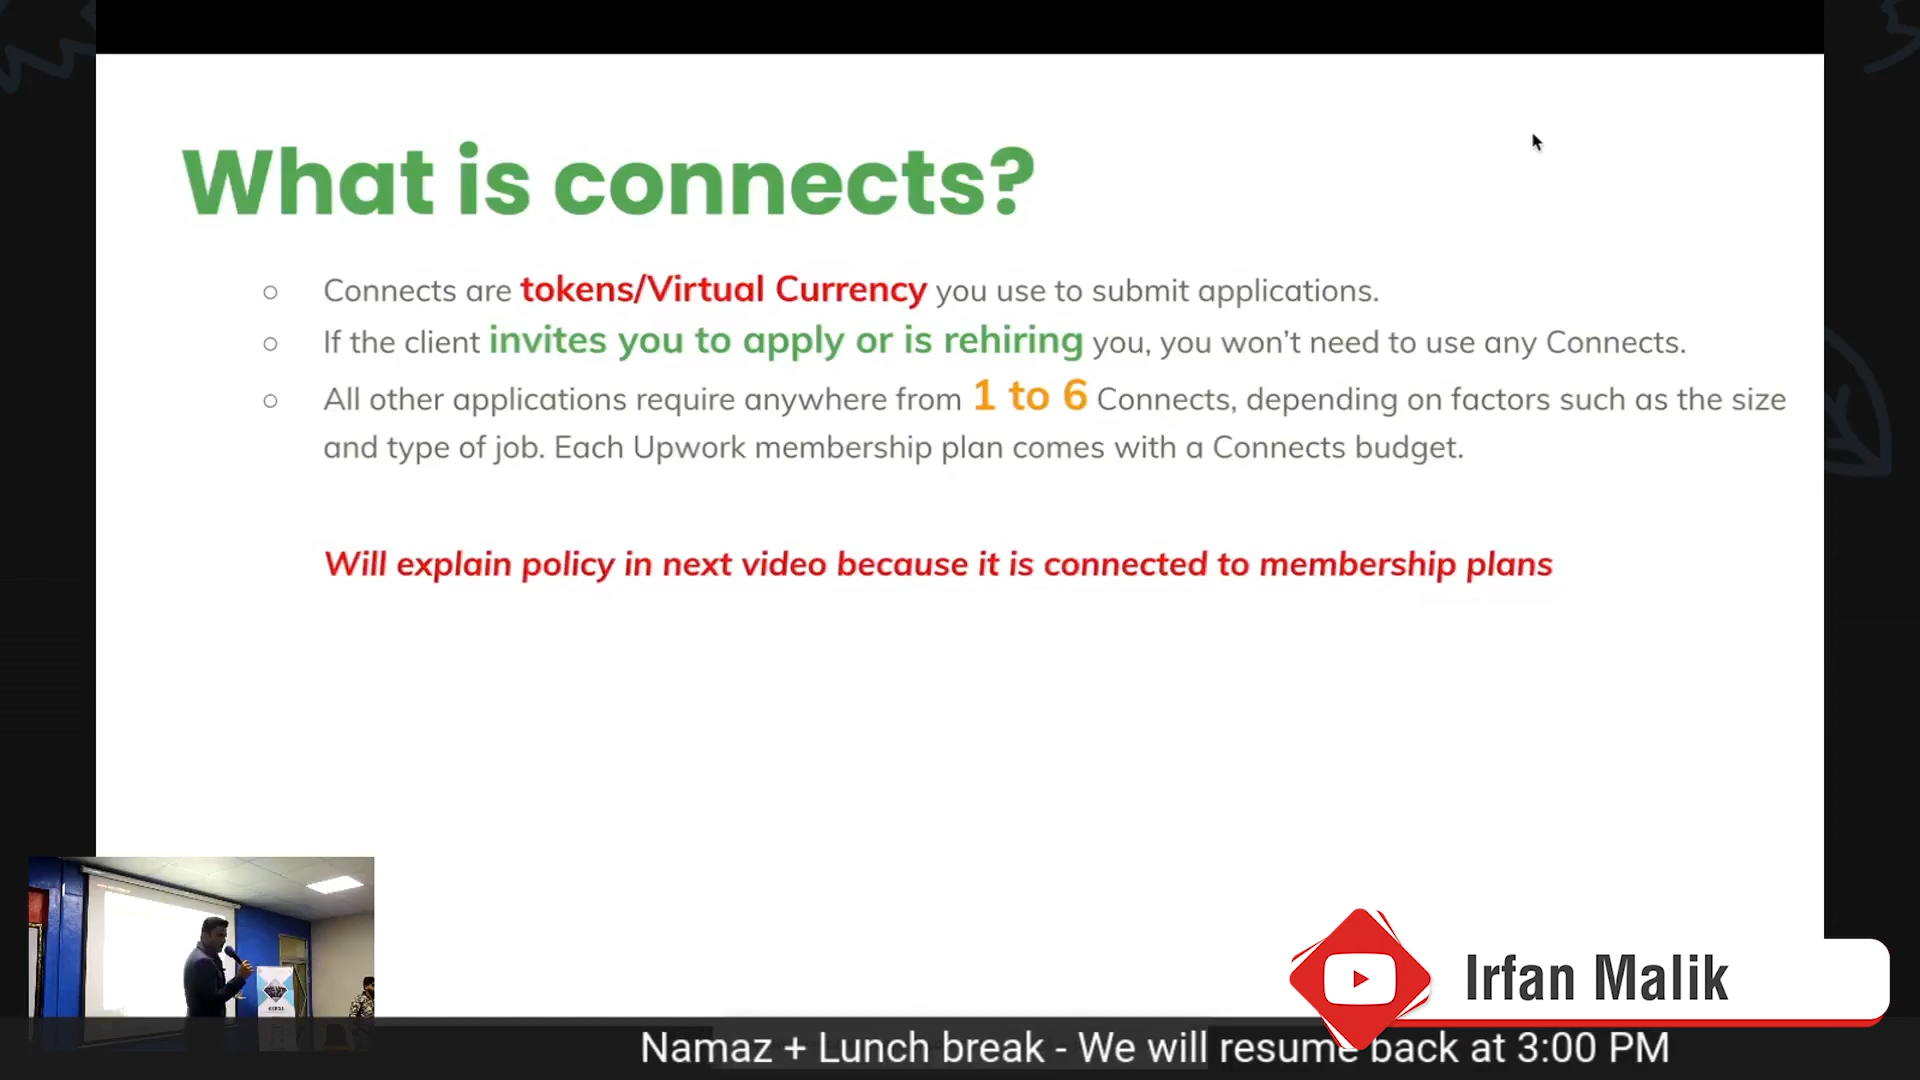 What is connects?
Connects are tokens/Virtual Currency you use to submit applications.
If the client invites you to apply or is rehiring you, you won't need to use any Connects.
All other applications require anywhere from 1 to 6 Connects, depending on factors such as the size
and type of job. Each Upwork membership plan comes with a Connects budget.
Will explain policy in next video because it is connected to membership plans
Irfan Malik
Namaz + Lunch break - We will resume back at 3:00 PM